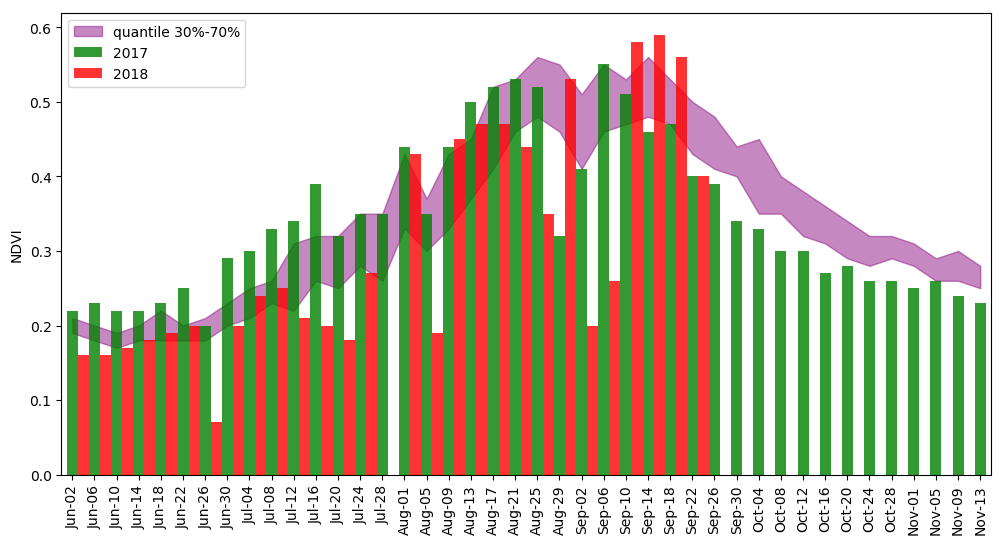 quantile 30%-70%
2017
2018
NDVI
0.6
0.5
0.4
0.3
0.2
0.1
0.0
Jun-02
Jun-06
Jun-10
Jun-14
Jun-18
Jun-22
Jun-26
Jun-30
Jul-04
Jul-08
Jul-12
Jul-16
Jul-20
Jul-24
Jul-28
Aug-01
Aug-05
Aug-09
Aug-13
Aug-17
Aug-21
Aug-25
Aug-29
Sep-02
Sep-06
Sep-10
Sep-14
Sep-18
Sep-22
Sep-26
Sep-30
Oct-04
Oct-08
Oct-12
Oct-16
Oct-20
Oct-24
Oct-28
Nov-01
Nov-05
Nov-09
Nov-13